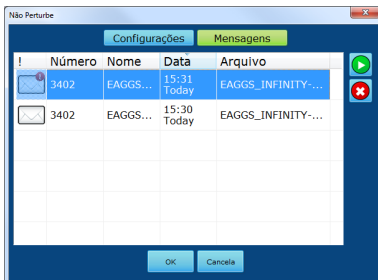 Não Perturbe
Configurações Mensagens
! Número Nome Data Arquivo
3402 EAGGS... 15:31 Today EAGGS_INFINITY-...
3402 EAGGS... 15:30 Today EAGGS_INFINITY-...
OK Cancela